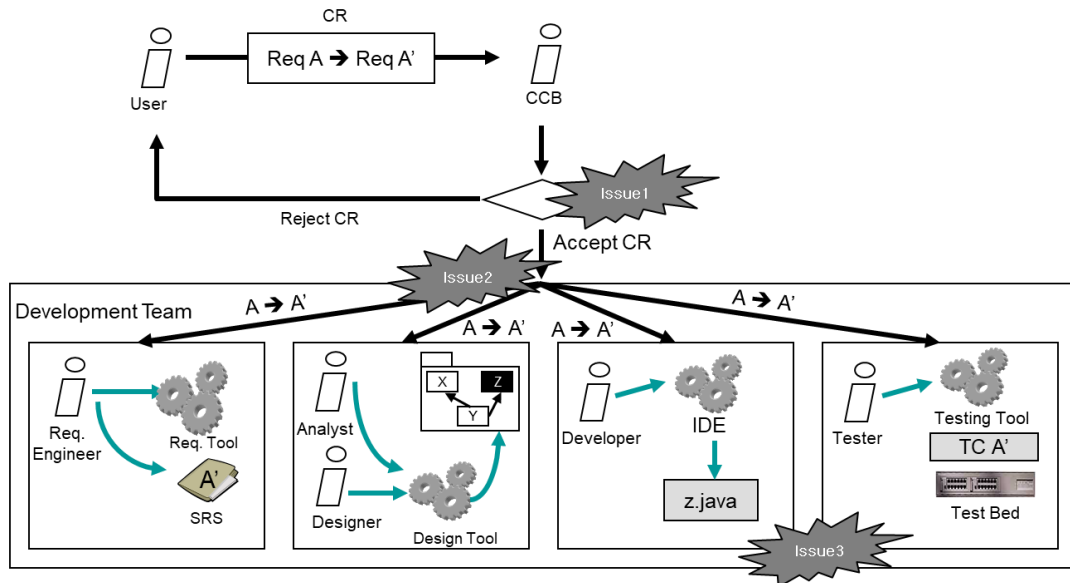 CR
Req A ➔ Req A’
User
CCB
Issue1
Reject CR
Accept CR
Issue2
Development Team
A ➔ A’
A ➔ A’
A ➔ A’
A ➔ A’
Req.
Engineer
Req. Tool
A’
SRS
Analyst
X
Z
Y
Designer
Design Tool
Developer
IDE
z.java
Tester
Testing Tool
TC A’
Test Bed
Issue3